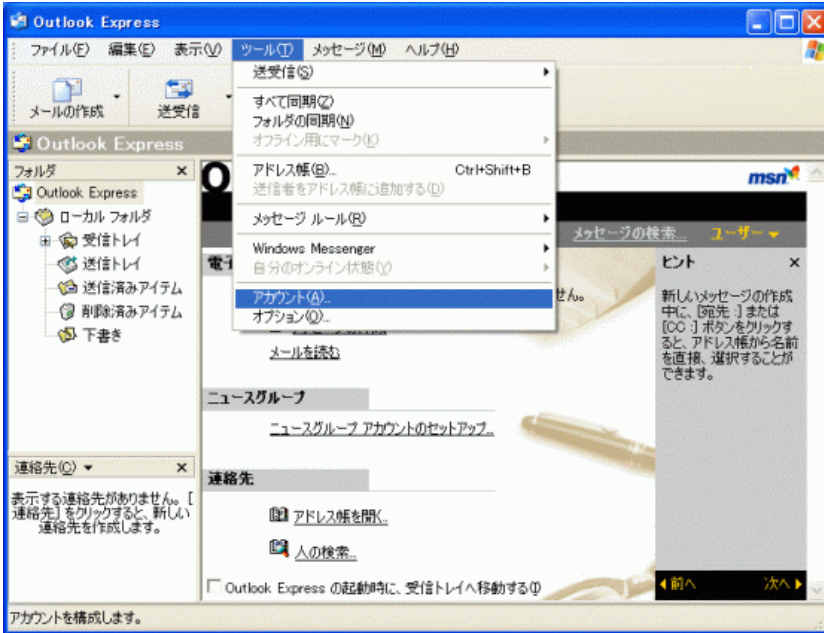 Outlook Express
ファイル(F) 編集(E) 表示(V) ツール(T) メッセージ(M) ヘルプ(H)
メールの作成 送受信
送受信(S)
すべて同期(Z)
フォルダの同期(N)
オフライン用にマーク(K)
アドレス帳(B)... Ctrl+Shift+B
送信者をアドレス帳に追加する(D)
メッセージ ルール(R)
Windows Messenger
自分のオンライン状態(Y)
アカウント(A)...
オプション(O)...
Outlook Express
フォルダ
Outlook Express
ローカル フォルダ
受信トレイ
送信トレイ
送信済みアイテム
削除済みアイテム
下書き
連絡先(C)
表示する連絡先がありません。[
連絡先] をクリックすると、新しい
連絡先を作成します。
msn
メッセージの検索... ユーザー
せん。
メールを読む
ニュースグループ
ニュースグループ アカウントのセットアップ...
連絡先
アドレス帳を開く...
人の検索...
Outlook Express の起動時に、受信トレイへ移動する(I)
ヒント
新しいメッセージの作成
中に、[宛先 :] または
[CC :] ボタンをクリックす
ると、アドレス帳から名前
を直接、選択することが
できます。
前へ 次へ
アカウントを構成します。